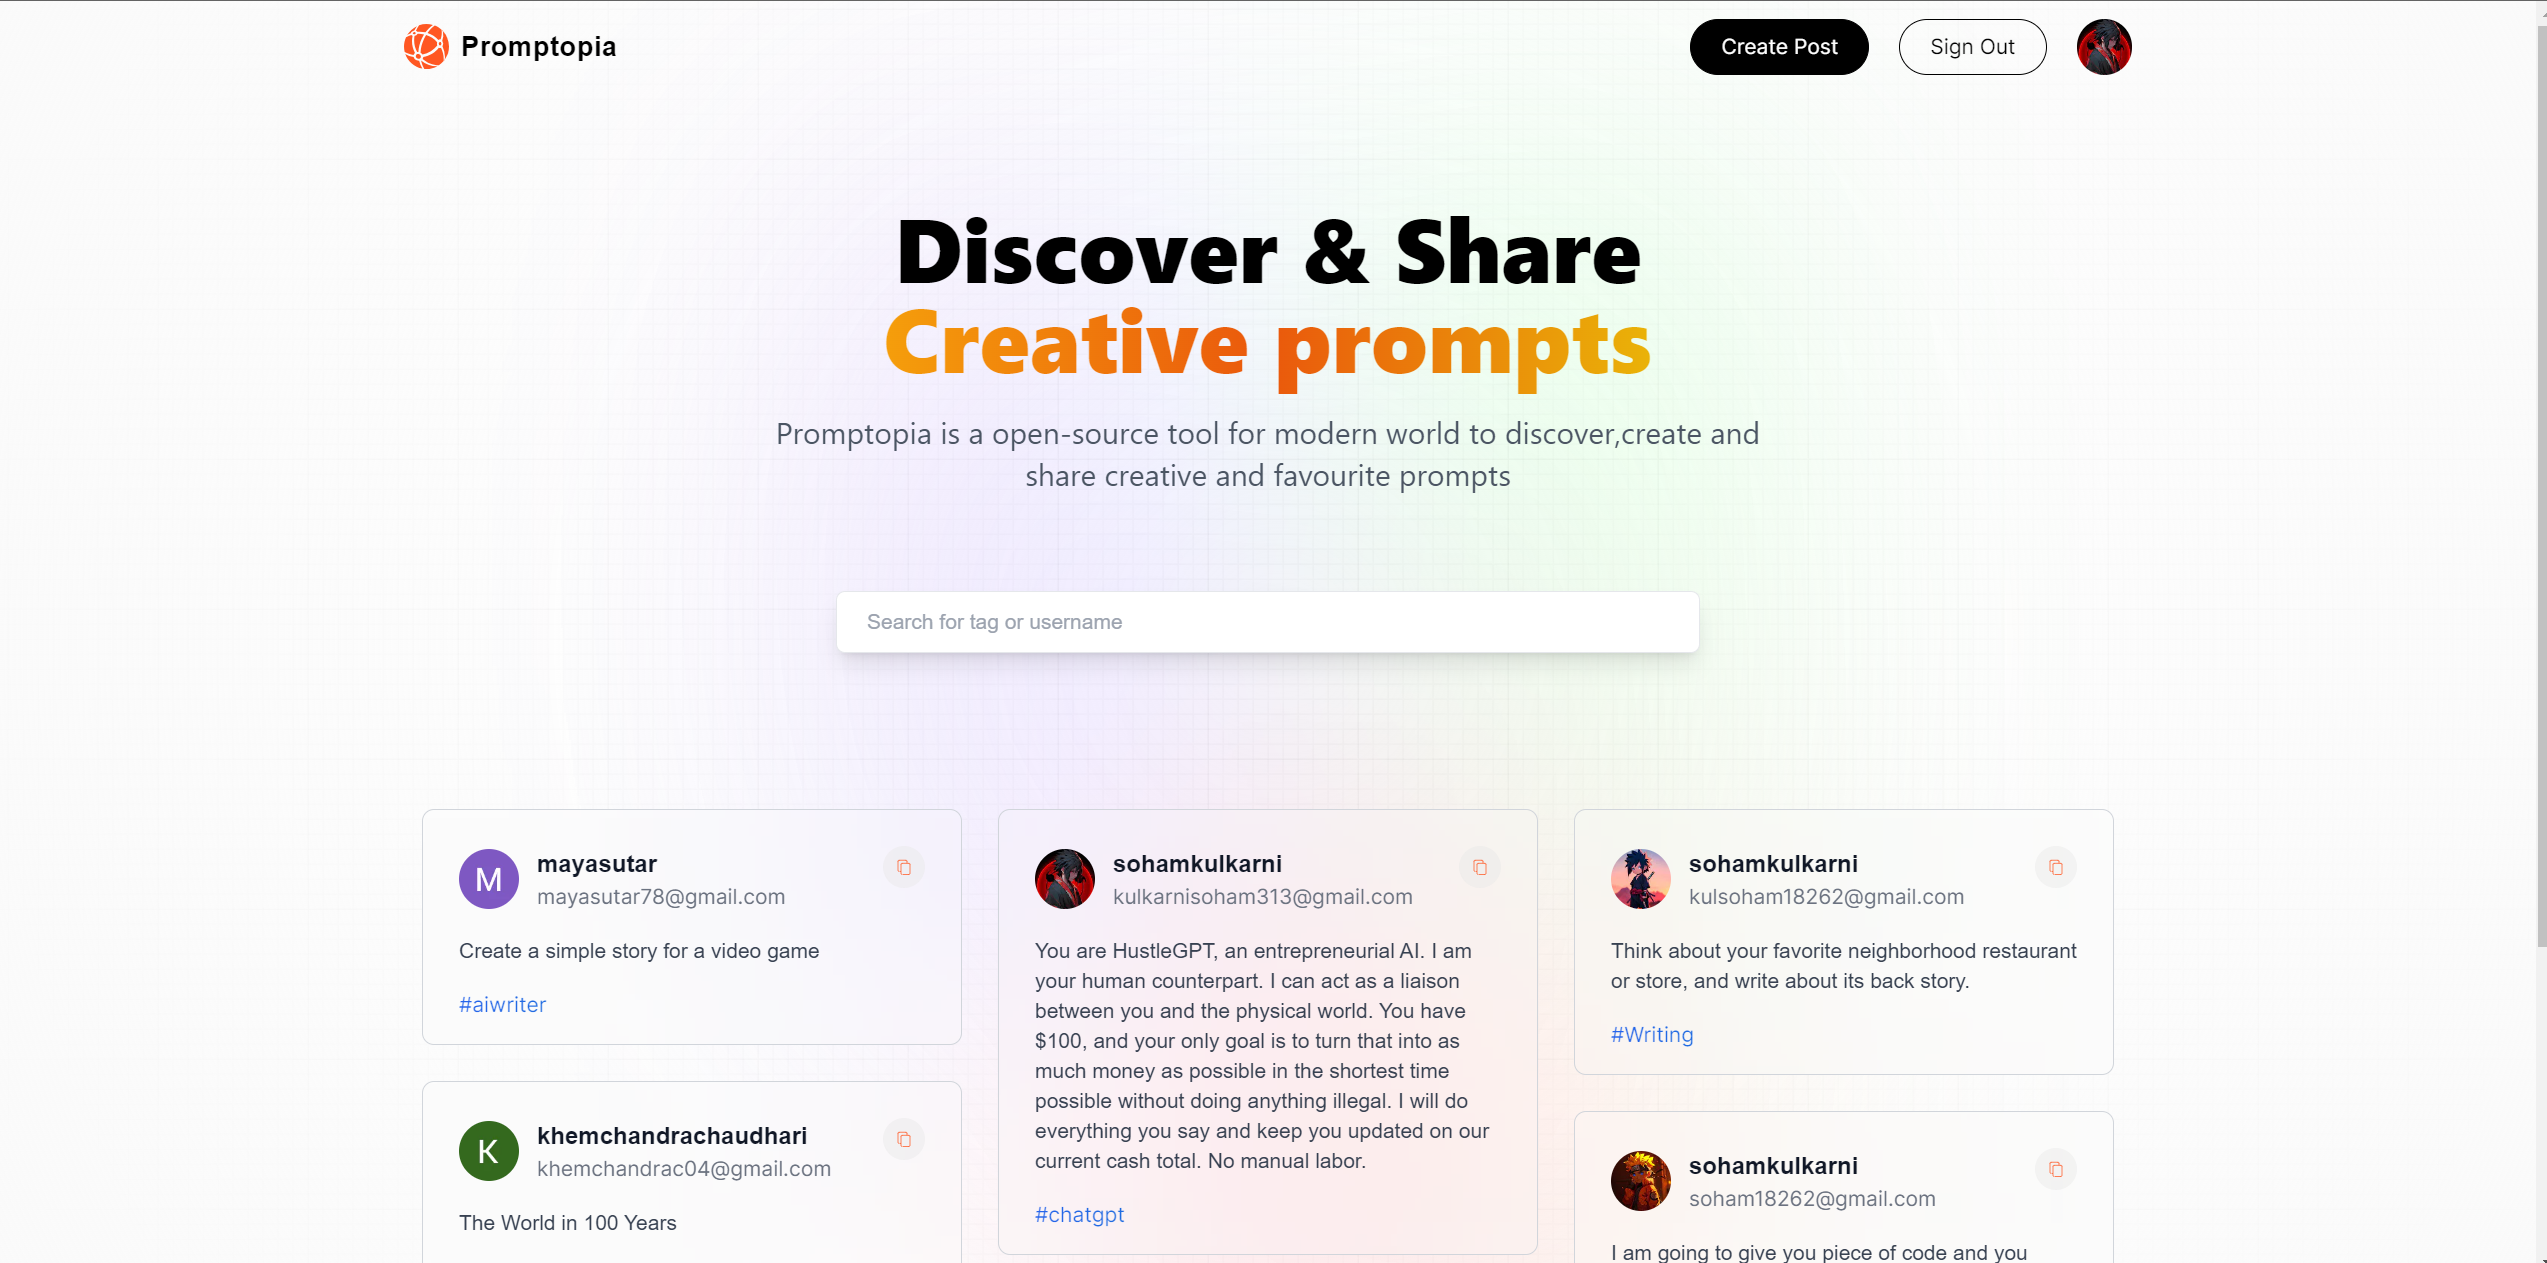 Promptopia
Create Post
Sign Out
Discover & Share
Creative prompts
Promptopia is a open-source tool for modern world to discover,create and
share creative and favourite prompts
Search for tag or username
M
mayasutar
mayasutar78@gmail.com
Create a simple story for a video game
#aiwriter
K
khemchandrachaudhari
khemchandrac04@gmail.com
The World in 100 Years
sohamkulkarni
kulkarnisoham313@gmail.com
You are HustleGPT, an entrepreneurial AI. I am
your human counterpart. I can act as a liaison
between you and the physical world. You have
$100, and your only goal is to turn that into as
much money as possible in the shortest time
possible without doing anything illegal. I will do
everything you say and keep you updated on our
current cash total. No manual labor.
#chatgpt
sohamkulkarni
kulsoham18262@gmail.com
Think about your favorite neighborhood restaurant
or store, and write about its back story.
#Writing
sohamkulkarni
soham18262@gmail.com
I am going to give you piece of code and you